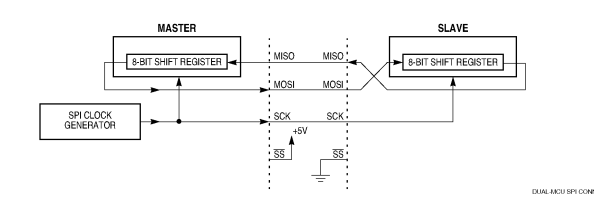 MASTER SLAVE
8-BIT SHIFT REGISTER MISO MISO 8-BIT SHIFT REGISTER
MOSI MOSI
SPI CLOCK
GENERATOR
SCK SCK
+5V
SS SS
DUAL-MCU SPI CON